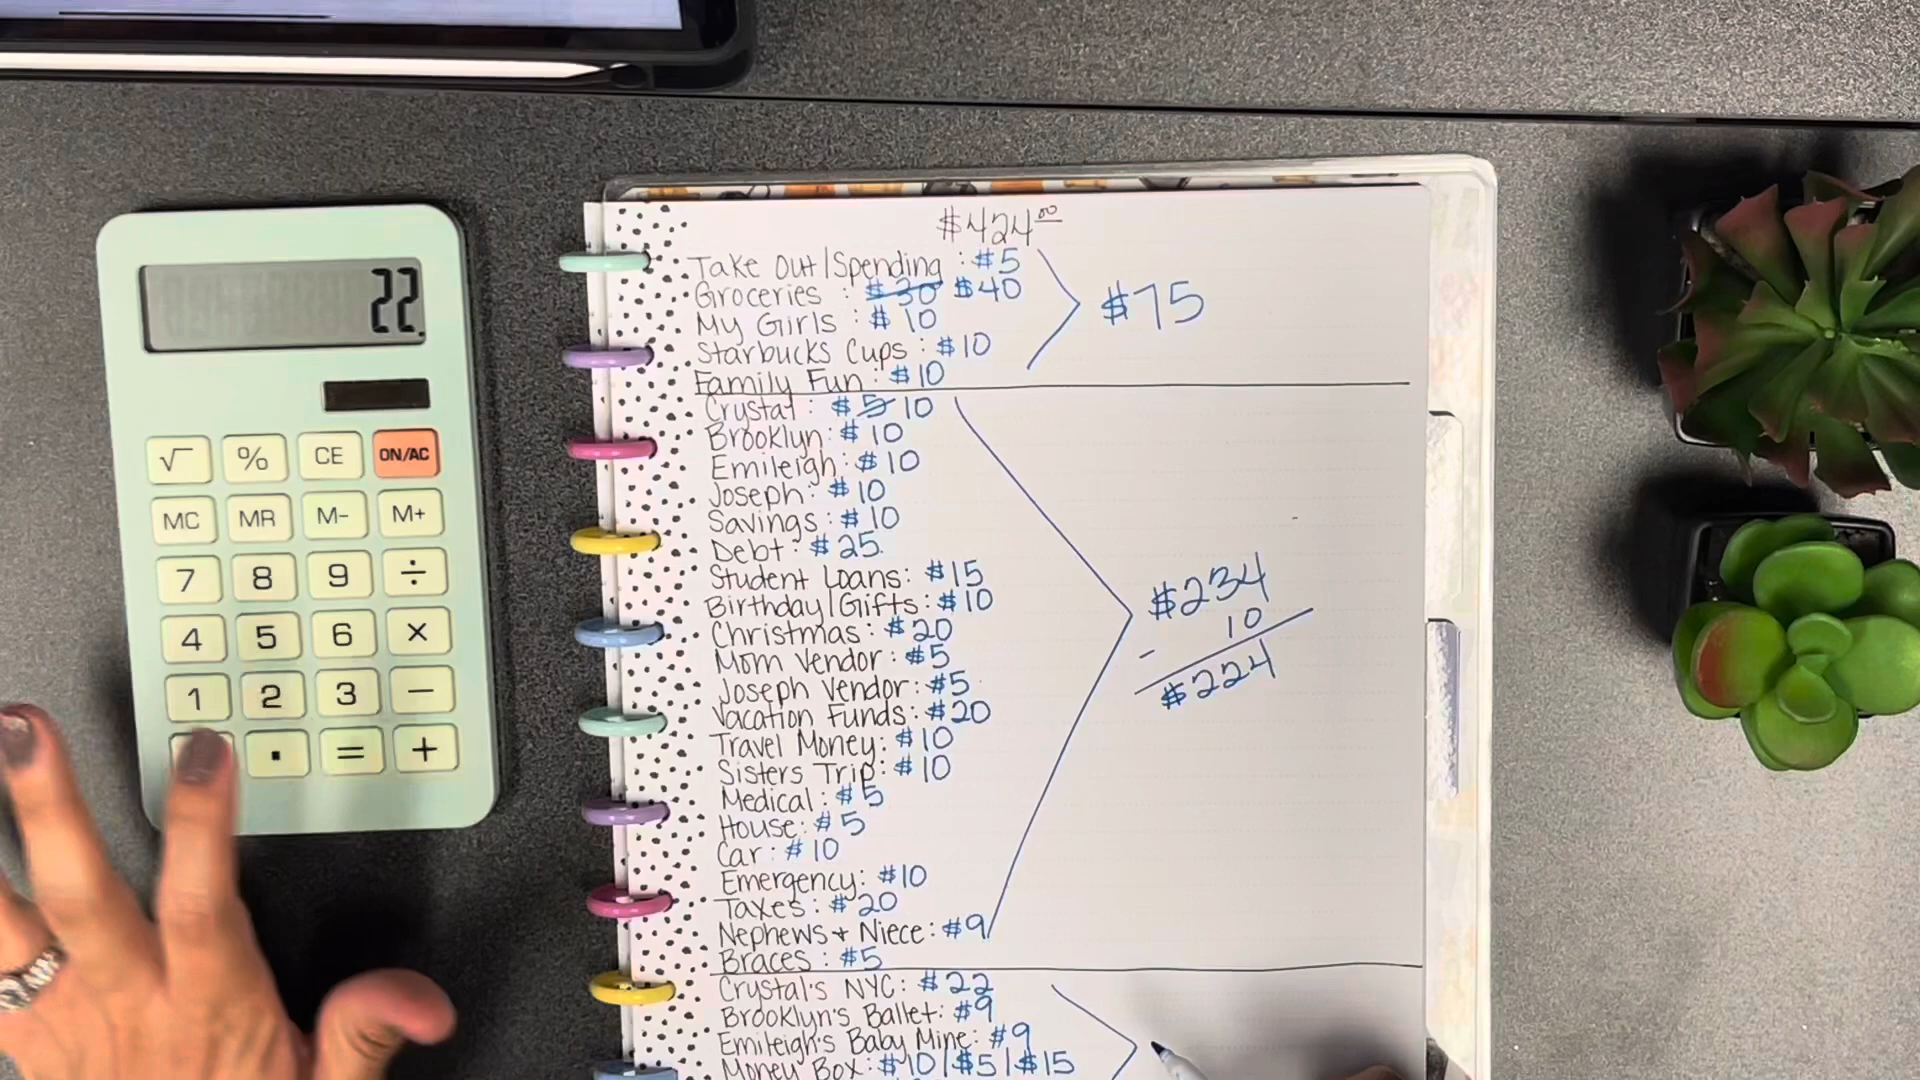 $424.00
Take Out/Spending : $5
Groceries : $30 $40
My Girls : $10
Starbucks Cups : $10
Family Fun : $10
$75
Crystal : $5 10
Brooklyn: $10
Emileigh: $10
Joseph: $10
Savings: $10
Debt: $25
Student Loans: $15
Birthday/Gifts: $10
Christmas: $20
Mom Vendor: $5
Joseph Vendor: $5
Vacation Funds: $20
Travel Money: $10
Sisters Trip: $10
Medical: $5
House: $5
Car: $10
Emergency: $10
Taxes: $20
Nephews + Niece: $9
Braces: $5
$234
- 10
$224
Crystal's NYC: $22
Brooklyn's Ballet: $9
Emileigh's Baby Mine: $9
Money Box: $10/$5/$15
22.
√ % CE ON/AC
MC MR M- M+
7 8 9 ÷
4 5 6 ×
1 2 3 −
. = +